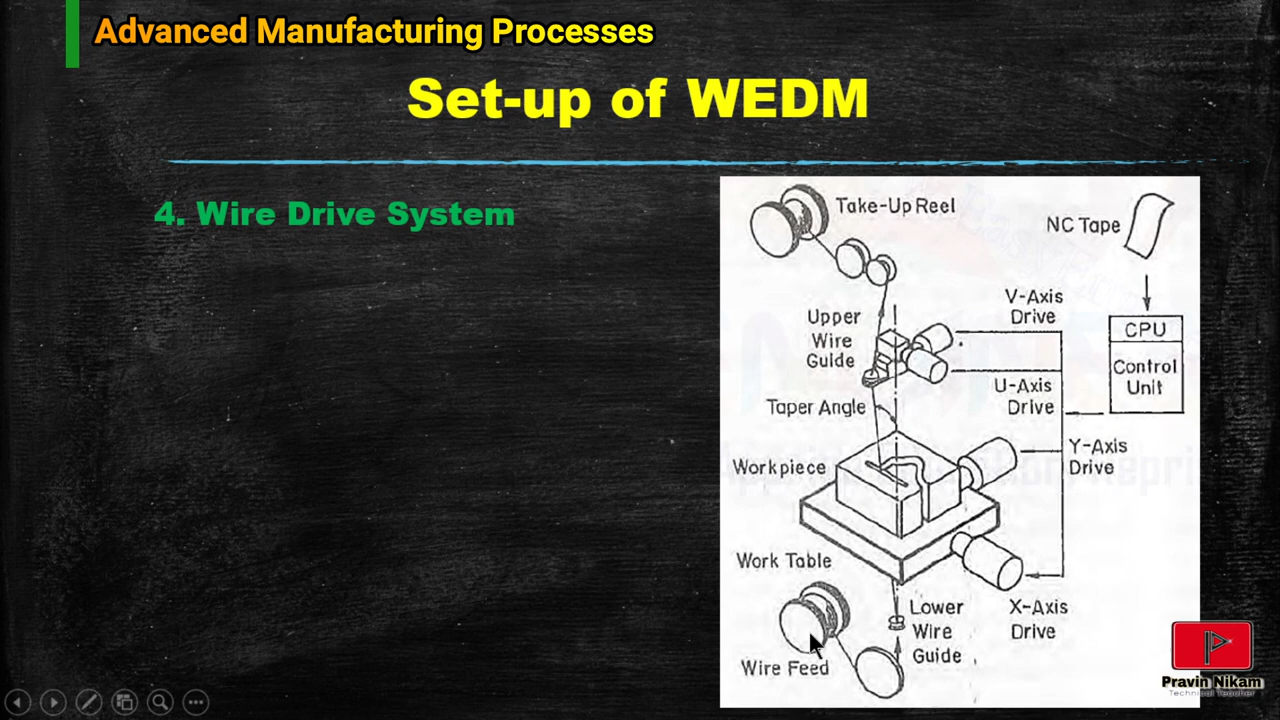 Advanced Manufacturing Processes
Set-up of WEDM
4. Wire Drive System
Take-Up Reel
NC Tape
V-Axis
Drive
CPU
Control
Unit
Upper
Wire
Guide
U-Axis
Drive
Taper Angle
Y-Axis
Drive
Workpiece
Work Table
Lower
Wire
Guide
X-Axis
Drive
Wire Feed
Pravin Nikam
Technical Teacher